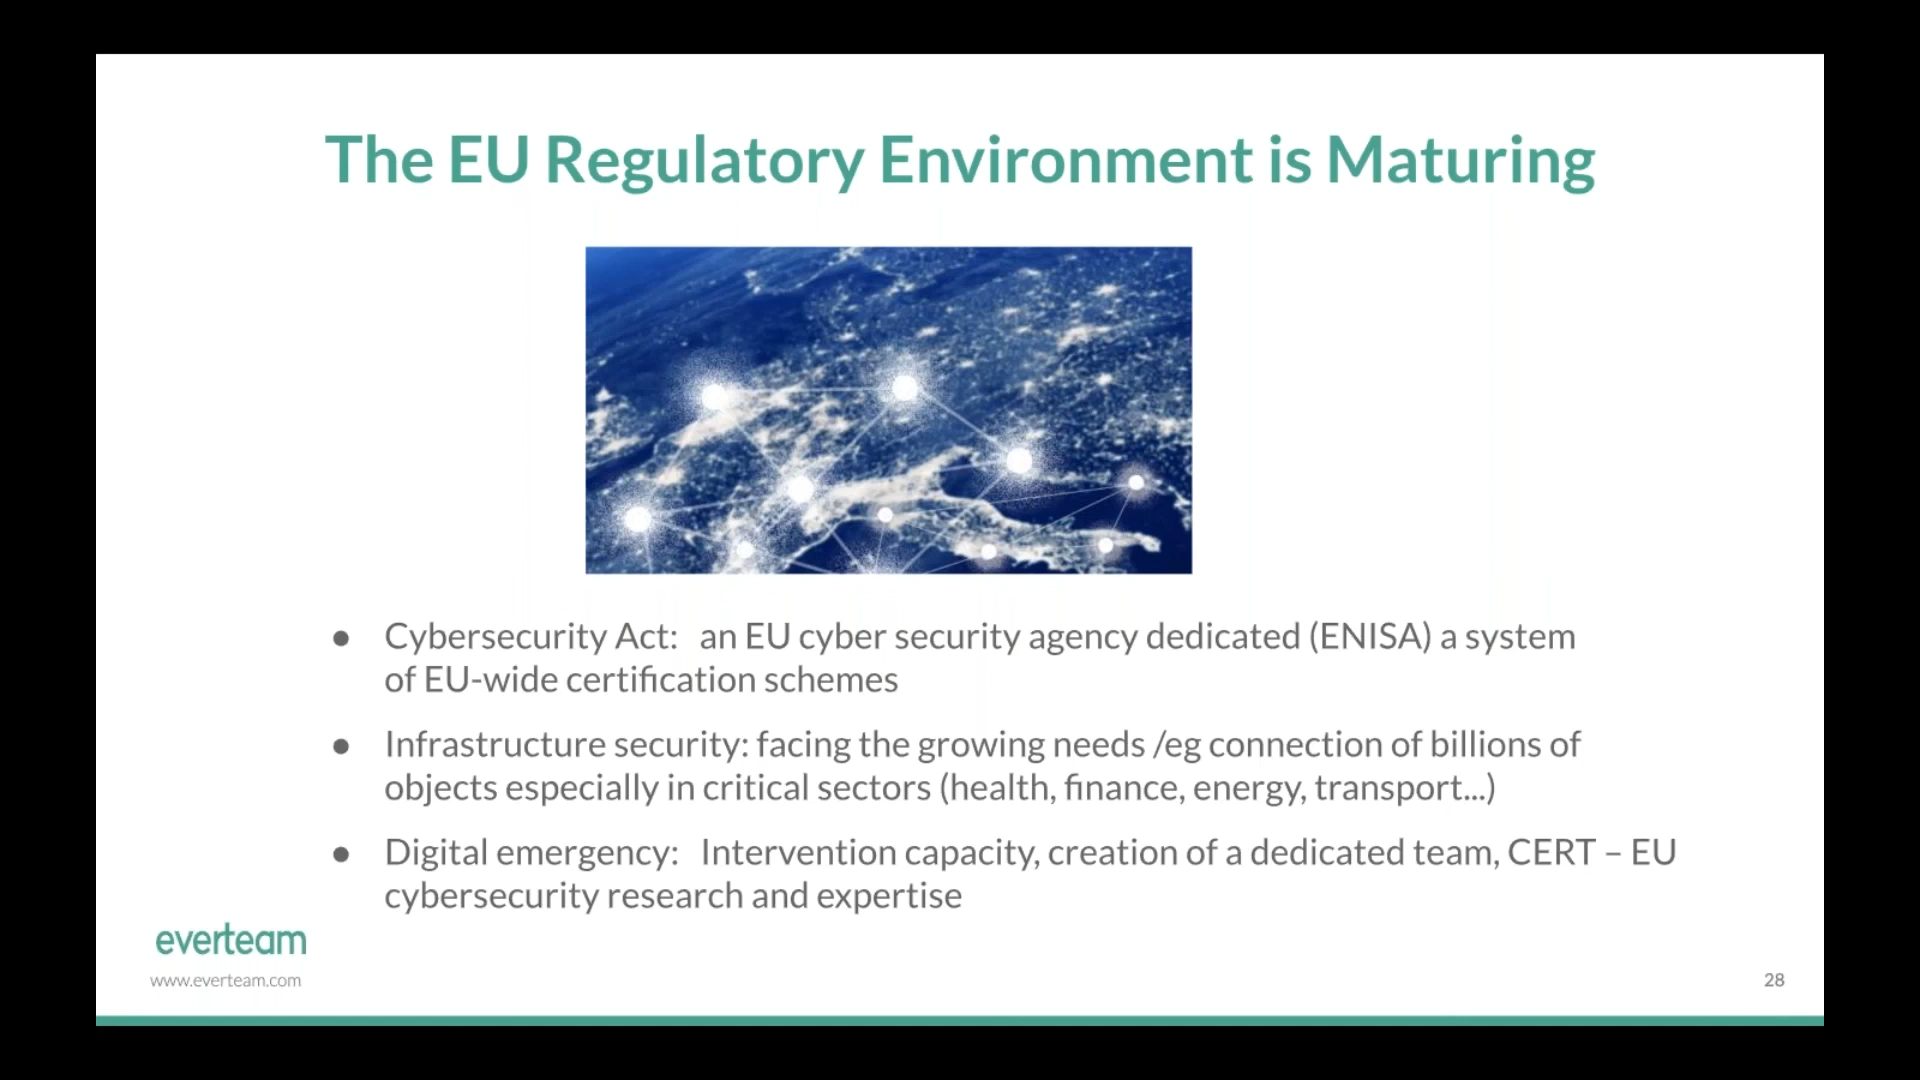 The EU Regulatory Environment is Maturing
● Cybersecurity Act: an EU cyber security agency dedicated (ENISA) a system
of EU-wide certification schemes
● Infrastructure security: facing the growing needs /eg connection of billions of
objects especially in critical sectors (health, finance, energy, transport...)
● Digital emergency: Intervention capacity, creation of a dedicated team, CERT – EU
cybersecurity research and expertise
everteam
www.everteam.com
28